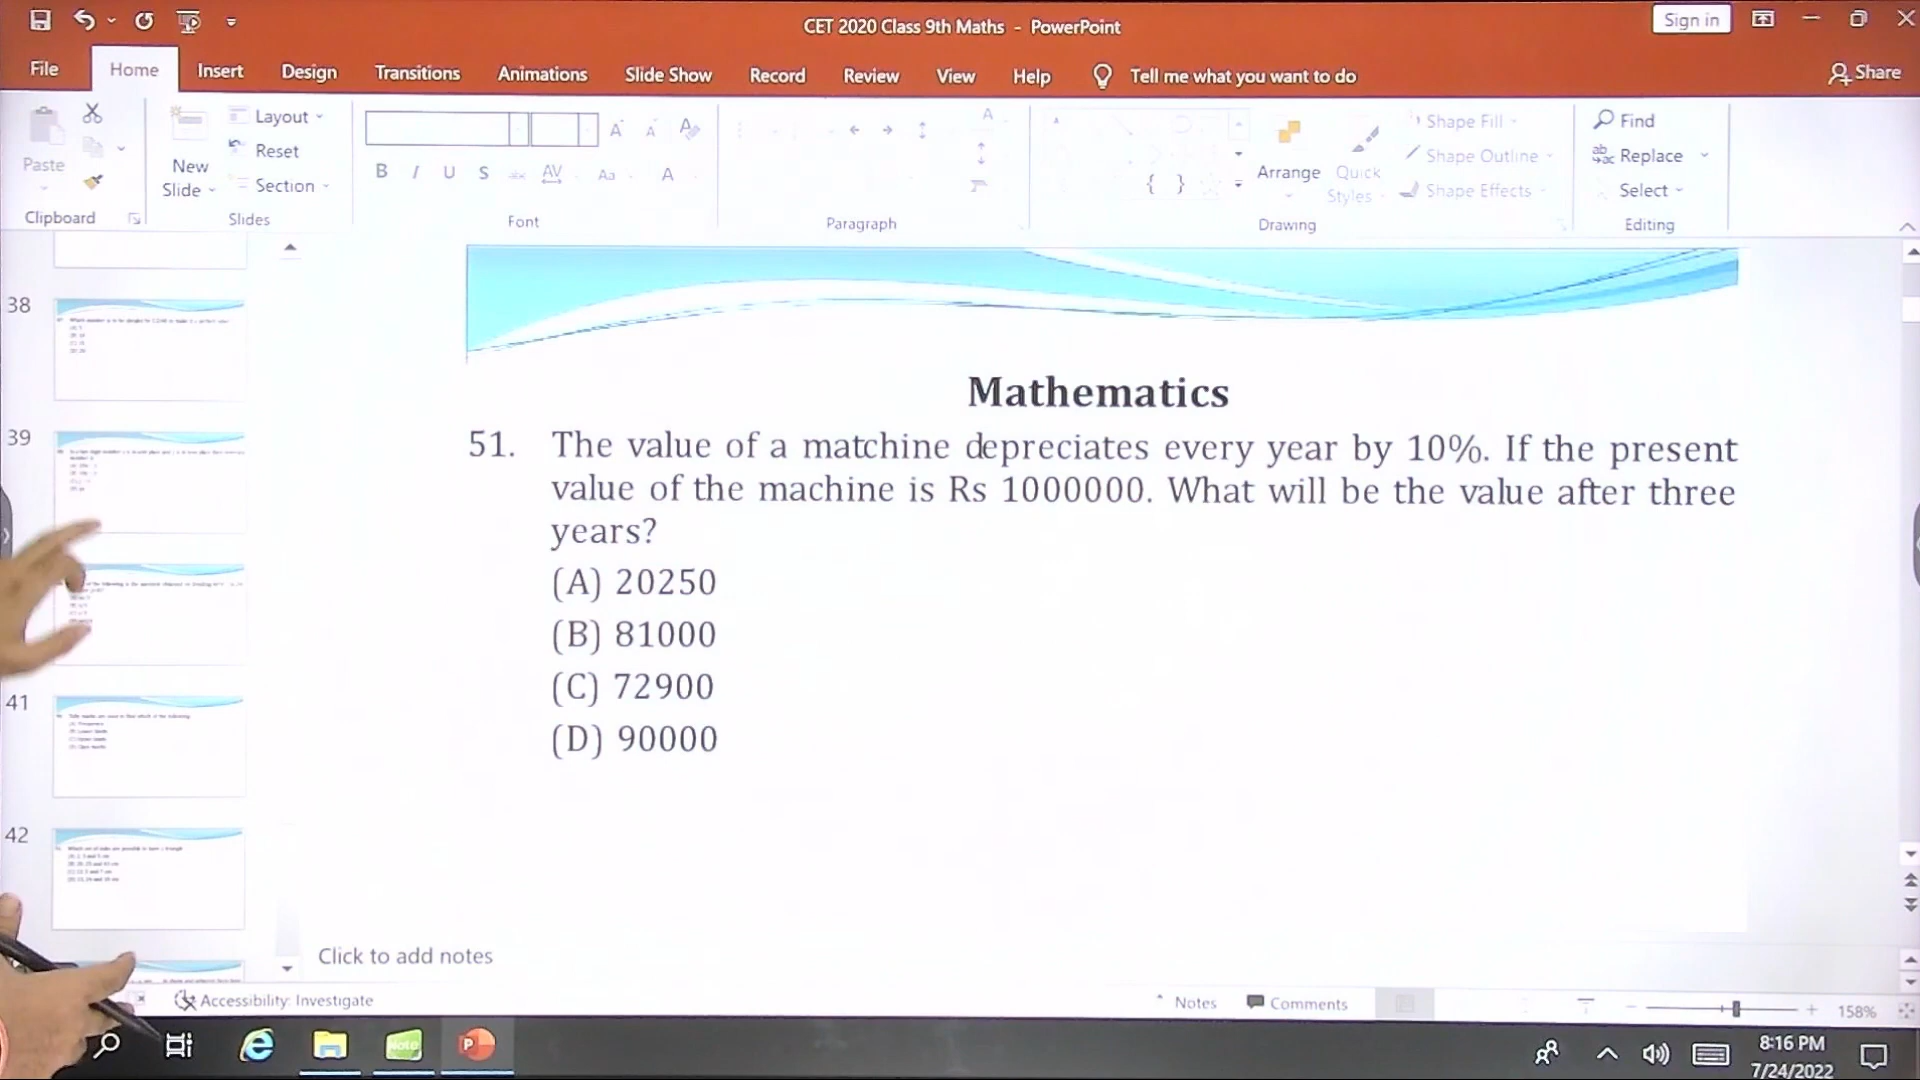 CET 2020 Class 9th Maths - PowerPoint
Sign in
File Home Insert Design Transitions Animations Slide Show Record Review View Help Tell me what you want to do Share
Paste
New Slide
Layout
Reset
Section
Clipboard
Slides
B I U S AV Aa A
Font
Paragraph
Arrange
Quick Styles
Shape Fill
Shape Outline
Shape Effects
Drawing
Find
Replace
Select
Editing
38
39
41
42
Mathematics
51. The value of a matchine depreciates every year by 10%. If the present
value of the machine is Rs 1000000. What will be the value after three
years?
(A) 20250
(B) 81000
(C) 72900
(D) 90000
Click to add notes
Accessibility: Investigate
Notes Comments 158%
Note
8:16 PM
7/24/2022